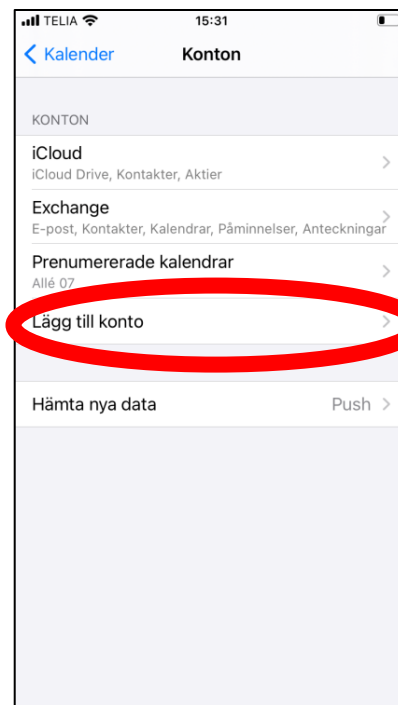 TELIA 15:31
Kalender Konton
KONTON
iCloud
iCloud Drive, Kontakter, Aktier
Exchange
E-post, Kontakter, Kalendrar, Påminnelser, Anteckningar
Prenumererade kalendrar
Allé 07
Lägg till konto
Hämta nya data Push